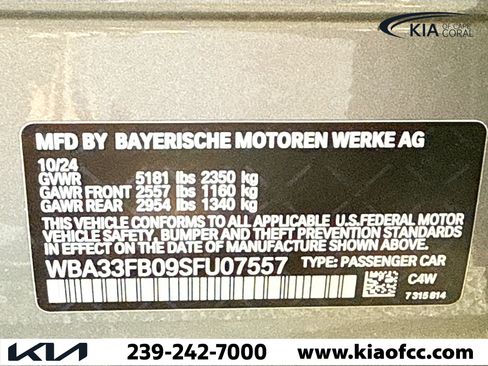 KIA OF CAPE CORAL
MFD BY BAYERISCHE MOTOREN WERKE AG
10/24
GVWR 5181 lbs 2350 kg
GAWR FRONT 2557 lbs 1160 kg
GAWR REAR 2954 lbs 1340 kg
THIS VEHICLE CONFORMS TO ALL APPLICABLE U.S.FEDERAL MOTOR
VEHICLE SAFETY, BUMPER AND THEFT PREVENTION STANDARDS
IN EFFECT ON THE DATE OF MANUFACTURE SHOWN ABOVE.
WBA33FB09SFU07557 TYPE: PASSENGER CAR
C4W
7315814
KIA 239-242-7000 www.kiaofcc.com